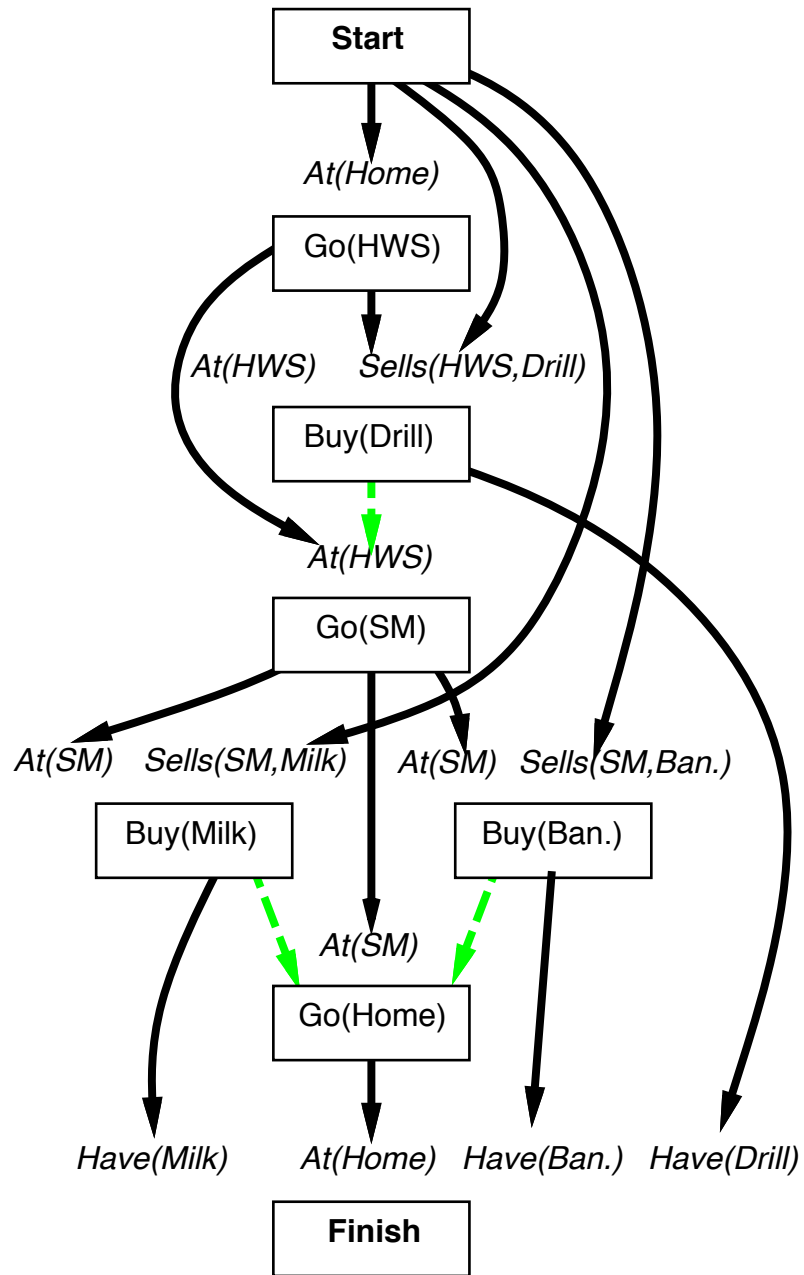 Start
At(Home)
Go(HWS)
At(HWS) Sells(HWS,Drill)
Buy(Drill)
At(HWS)
Go(SM)
At(SM) Sells(SM,Milk) At(SM) Sells(SM,Ban.)
Buy(Milk) Buy(Ban.)
At(SM)
Go(Home)
Have(Milk) At(Home) Have(Ban.) Have(Drill)
Finish